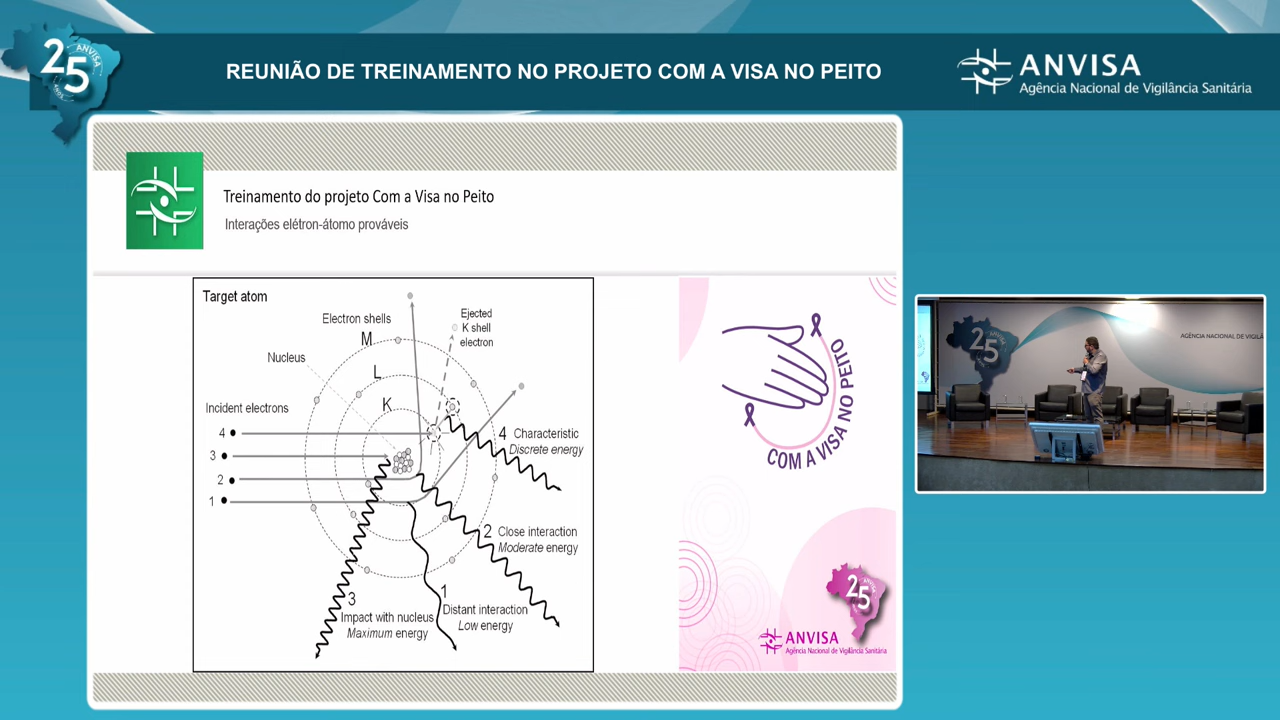 25
ANVISA
ANOS
REUNIÃO DE TREINAMENTO NO PROJETO COM A VISA NO PEITO
ANVISA
Agência Nacional de Vigilância Sanitária
Treinamento do projeto Com a Visa no Peito
Interações elétron-átomo prováveis
Target atom
Electron shells
M
L
K
Nucleus
Ejected
K shell
electron
Incident electrons
4
3
2
1
4 Characteristic
Discrete energy
2 Close interaction
Moderate energy
1
Distant interaction
Low energy
3
Impact with nucleus
Maximum energy
COM A VISA NO PEITO
25
ANVISA
Agência Nacional de Vigilância Sanitária
25
AGÊNCIA NACIONAL DE VIGILÂ